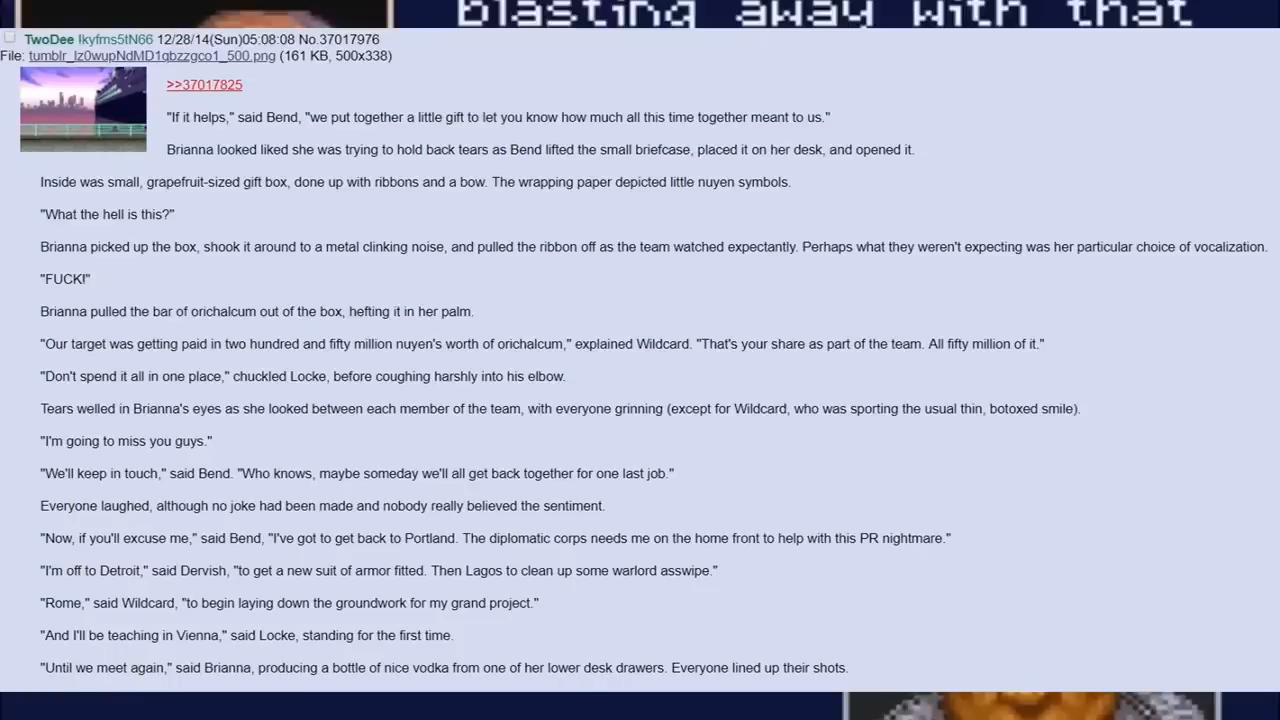 blasting away with that
TwoDee !kyfms5tN66 12/28/14(Sun)05:08:08 No.37017976
File: tumblr_lz0wupNdMD1qbzzgco1_500.png (161 KB, 500x338)
>>37017825
"If it helps," said Bend, "we put together a little gift to let you know how much all this time together meant to us."
Brianna looked liked she was trying to hold back tears as Bend lifted the small briefcase, placed it on her desk, and opened it.
Inside was small, grapefruit-sized gift box, done up with ribbons and a bow. The wrapping paper depicted little nuyen symbols.
"What the hell is this?"
Brianna picked up the box, shook it around to a metal clinking noise, and pulled the ribbon off as the team watched expectantly. Perhaps what they weren't expecting was her particular choice of vocalization.
"FUCK!"
Brianna pulled the bar of orichalcum out of the box, hefting it in her palm.
"Our target was getting paid in two hundred and fifty million nuyen's worth of orichalcum," explained Wildcard. "That's your share as part of the team. All fifty million of it."
"Don't spend it all in one place," chuckled Locke, before coughing harshly into his elbow.
Tears welled in Brianna's eyes as she looked between each member of the team, with everyone grinning (except for Wildcard, who was sporting the usual thin, botoxed smile).
"I'm going to miss you guys."
"We'll keep in touch," said Bend. "Who knows, maybe someday we'll all get back together for one last job."
Everyone laughed, although no joke had been made and nobody really believed the sentiment.
"Now, if you'll excuse me," said Bend, "I've got to get back to Portland. The diplomatic corps needs me on the home front to help with this PR nightmare."
"I'm off to Detroit," said Dervish, "to get a new suit of armor fitted. Then Lagos to clean up some warlord asswipe."
"Rome," said Wildcard, "to begin laying down the groundwork for my grand project."
"And I'll be teaching in Vienna," said Locke, standing for the first time.
"Until we meet again," said Brianna, producing a bottle of nice vodka from one of her lower desk drawers. Everyone lined up their shots.